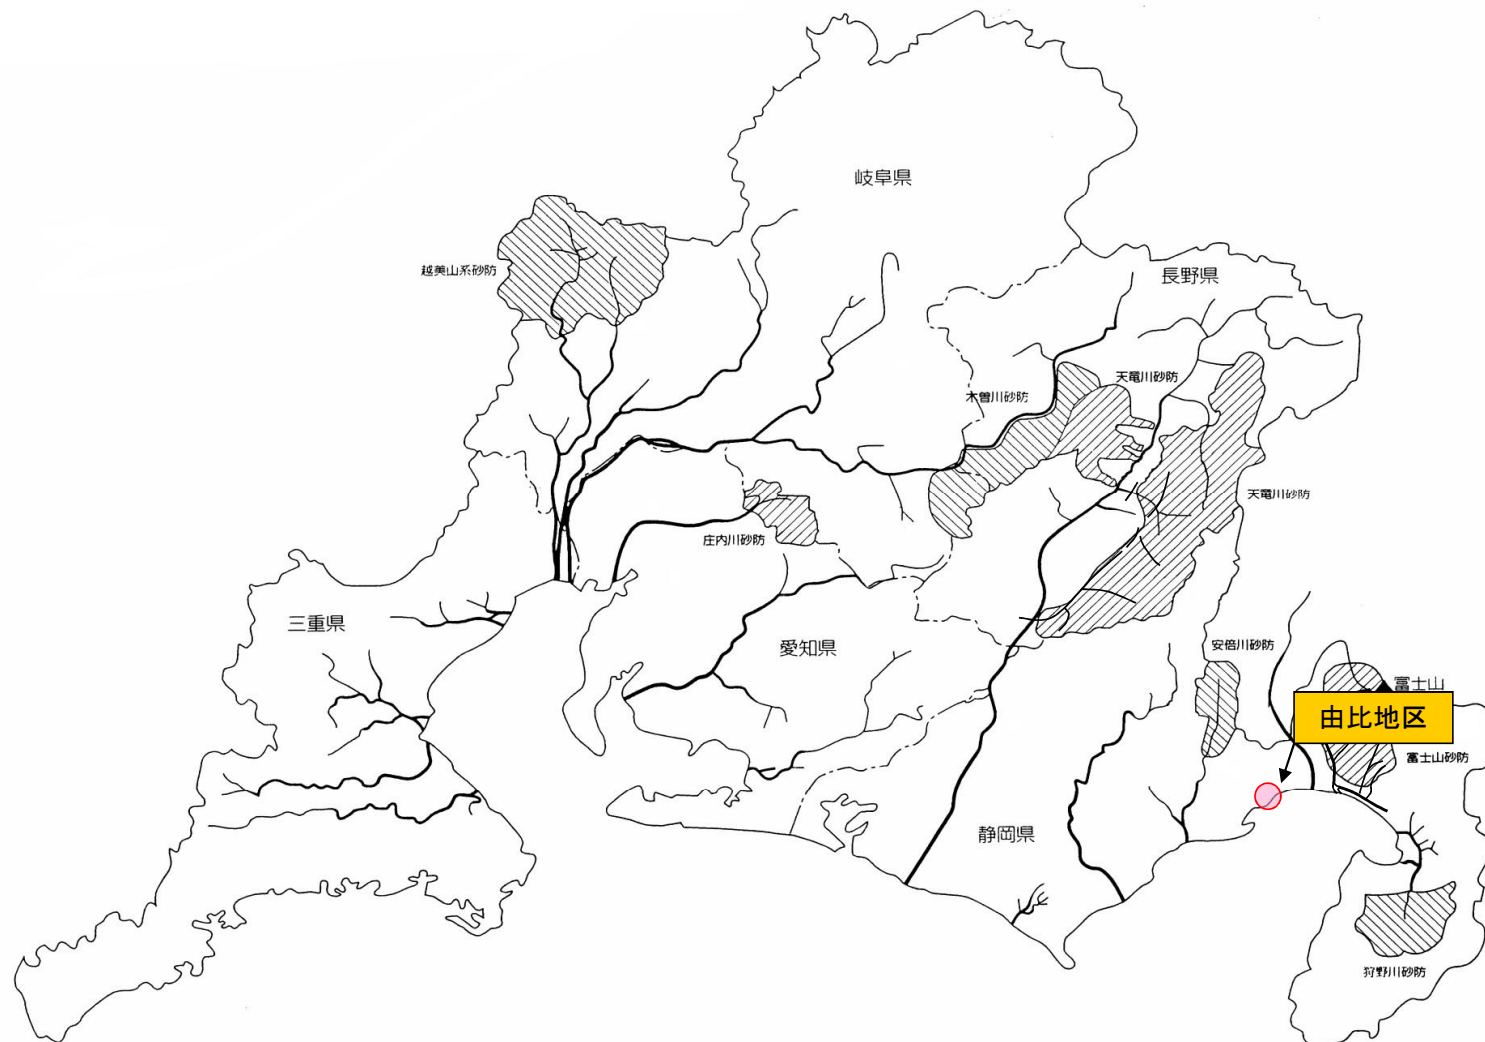 岐阜県
越美山系砂防
長野県
天竜川砂防
木曽川砂防
天竜川砂防
庄内川砂防
三重県
愛知県
安倍川砂防
富士山
由比地区
富士山砂防
静岡県
狩野川砂防